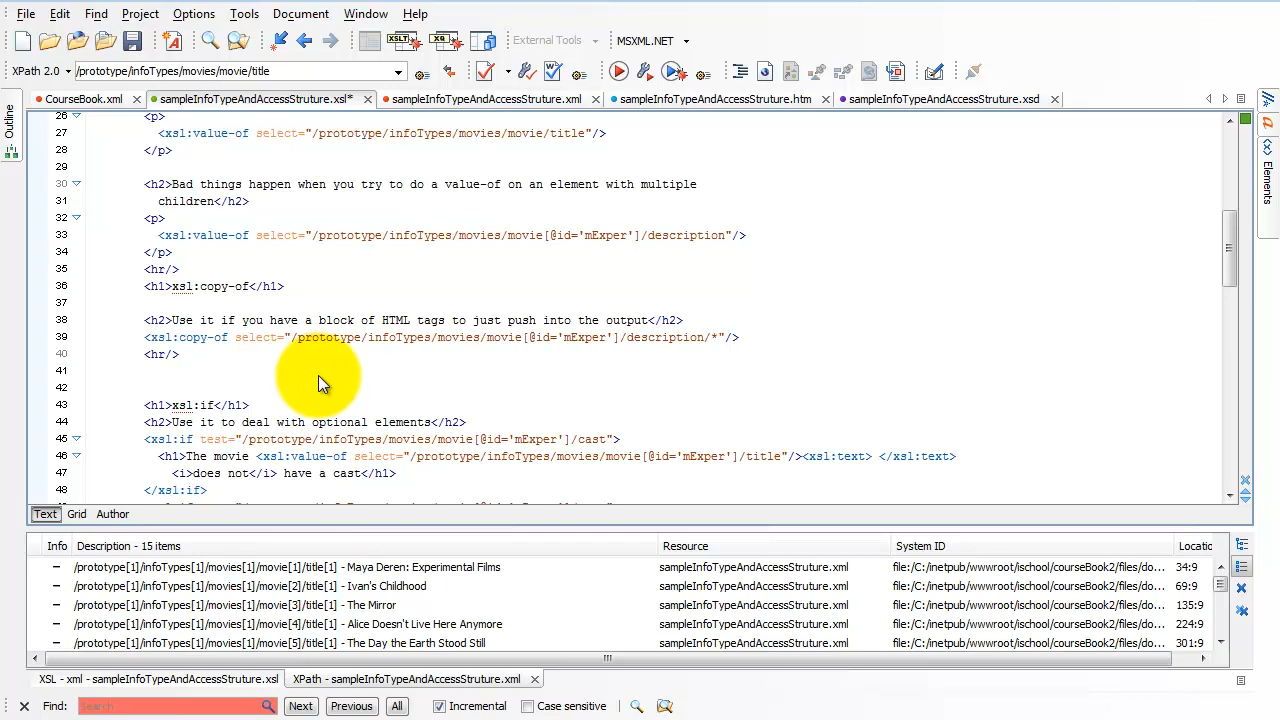 File Edit Find Project Options Tools Document Window Help
XSLT XQ External Tools MSXML.NET
XPath 2.0 /prototype/infoTypes/movies/movie/title
CourseBook.xml sampleInfoTypeAndAccessStruture.xsl* sampleInfoTypeAndAccessStruture.xml sampleInfoTypeAndAccessStruture.htm sampleInfoTypeAndAccessStruture.xsd
Outline
Elements
26 <p>
27 <xsl:value-of select="/prototype/infoTypes/movies/movie/title"/>
28 </p>
29
30 <h2>Bad things happen when you try to do a value-of on an element with multiple
31 children</h2>
32 <p>
33 <xsl:value-of select="/prototype/infoTypes/movies/movie[@id='mExper']/description"/>
34 </p>
35 <hr/>
36 <h1>xsl:copy-of</h1>
37
38 <h2>Use it if you have a block of HTML tags to just push into the output</h2>
39 <xsl:copy-of select="/prototype/infoTypes/movies/movie[@id='mExper']/description/*"/>
40 <hr/>
41
42
43 <h1>xsl:if</h1>
44 <h2>Use it to deal with optional elements</h2>
45 <xsl:if test="/prototype/infoTypes/movies/movie[@id='mExper']/cast">
46 <h1>The movie <xsl:value-of select="/prototype/infoTypes/movies/movie[@id='mExper']/title"/><xsl:text> </xsl:text>
47 <i>does not</i> have a cast</h1>
48 </xsl:if>
Text Grid Author
Info Description - 15 items Resource System ID Locatic
/prototype[1]/infoTypes[1]/movies[1]/movie[1]/title[1] - Maya Deren: Experimental Films sampleInfoTypeAndAccessStruture.xml file:/C:/inetpub/wwwroot/ischool/courseBook2/files/do... 34:9
/prototype[1]/infoTypes[1]/movies[1]/movie[2]/title[1] - Ivan's Childhood sampleInfoTypeAndAccessStruture.xml file:/C:/inetpub/wwwroot/ischool/courseBook2/files/do... 69:9
/prototype[1]/infoTypes[1]/movies[1]/movie[3]/title[1] - The Mirror sampleInfoTypeAndAccessStruture.xml file:/C:/inetpub/wwwroot/ischool/courseBook2/files/do... 135:9
/prototype[1]/infoTypes[1]/movies[1]/movie[4]/title[1] - Alice Doesn't Live Here Anymore sampleInfoTypeAndAccessStruture.xml file:/C:/inetpub/wwwroot/ischool/courseBook2/files/do... 224:9
/prototype[1]/infoTypes[1]/movies[1]/movie[5]/title[1] - The Day the Earth Stood Still sampleInfoTypeAndAccessStruture.xml file:/C:/inetpub/wwwroot/ischool/courseBook2/files/do... 301:9
XSL - xml - sampleInfoTypeAndAccessStruture.xsl XPath - sampleInfoTypeAndAccessStruture.xml
Find: Search Next Previous All Incremental Case sensitive